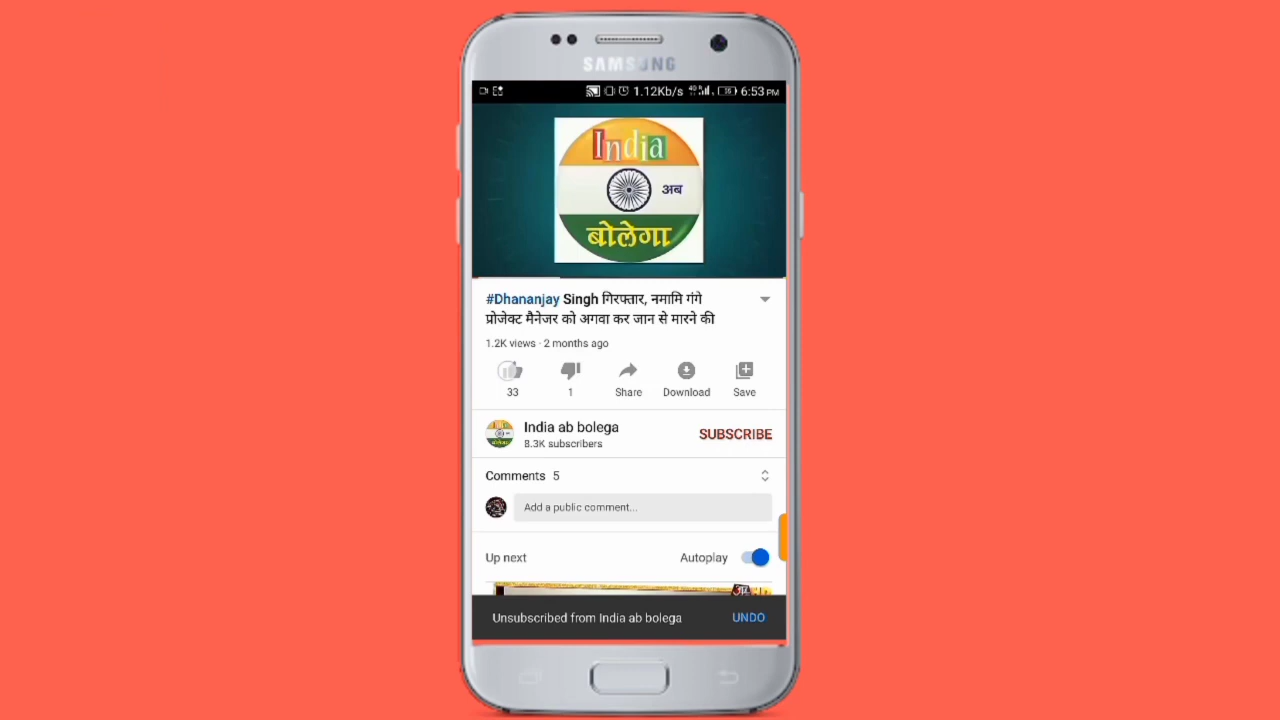 SAMSUNG
1.12Kb/s 6:53 PM
India
अब
बोलेगा
#Dhananjay Singh गिरफ्तार, नमामि गंगे
प्रोजेक्ट मैनेजर को अगवा कर जान से मारने की
1.2K views · 2 months ago
33 1 Share Download Save
India ab bolega
8.3K subscribers
SUBSCRIBE
Comments 5
Add a public comment...
Up next Autoplay
Unsubscribed from India ab bolega UNDO